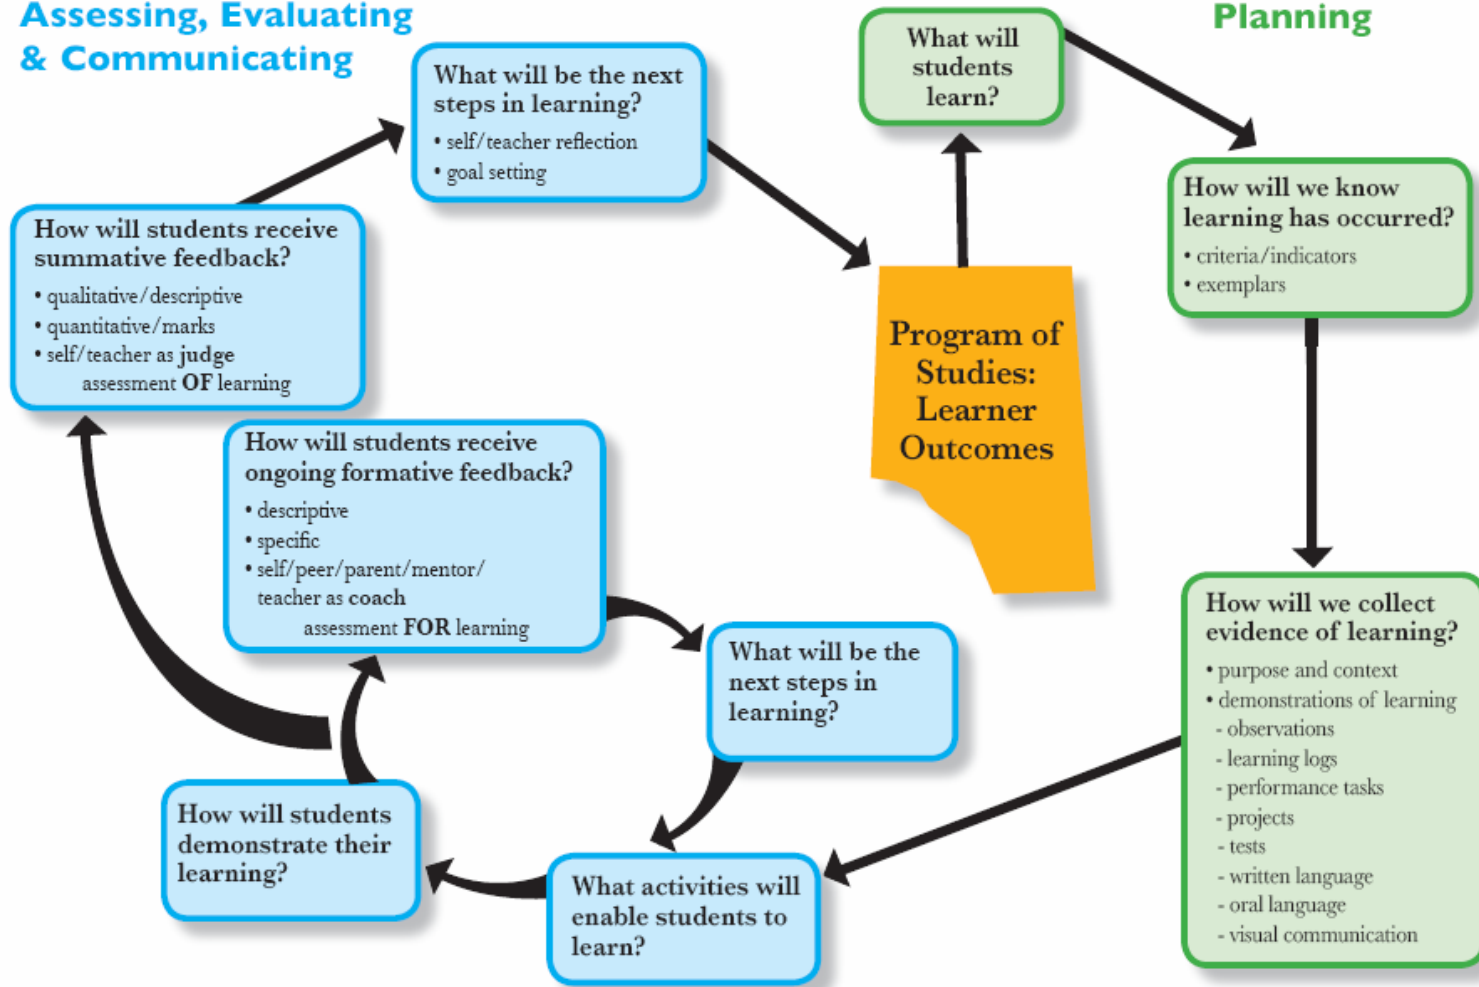 Assessing, Evaluating
& Communicating
Planning
What will
students
learn?
What will be the next
steps in learning?
• self/teacher reflection
• goal setting
How will we know
learning has occurred?
• criteria/indicators
• exemplars
How will students receive
summative feedback?
• qualitative/descriptive
• quantitative/marks
• self/teacher as judge
assessment OF learning
Program of
Studies:
Learner
Outcomes
How will students receive
ongoing formative feedback?
• descriptive
• specific
• self/peer/parent/mentor/
teacher as coach
assessment FOR learning
How will we collect
evidence of learning?
• purpose and context
• demonstrations of learning
- observations
- learning logs
- performance tasks
- projects
- tests
- written language
- oral language
- visual communication
What will be the
next steps in
learning?
How will students
demonstrate their
learning?
What activities will
enable students to
learn?